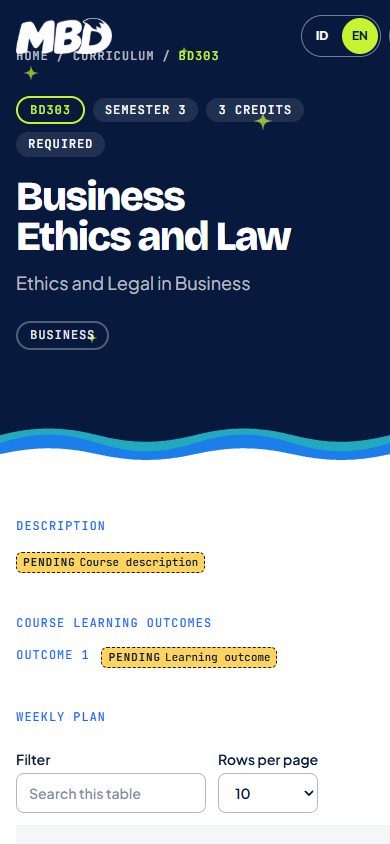 MBD
ID EN
HOME / CURRICULUM / BD303
BD303 SEMESTER 3 3 CREDITS
REQUIRED
Business
Ethics and Law
Ethics and Legal in Business
BUSINESS
DESCRIPTION
PENDING Course description
COURSE LEARNING OUTCOMES
OUTCOME 1 PENDING Learning outcome
WEEKLY PLAN
Filter Rows per page
Search this table 10